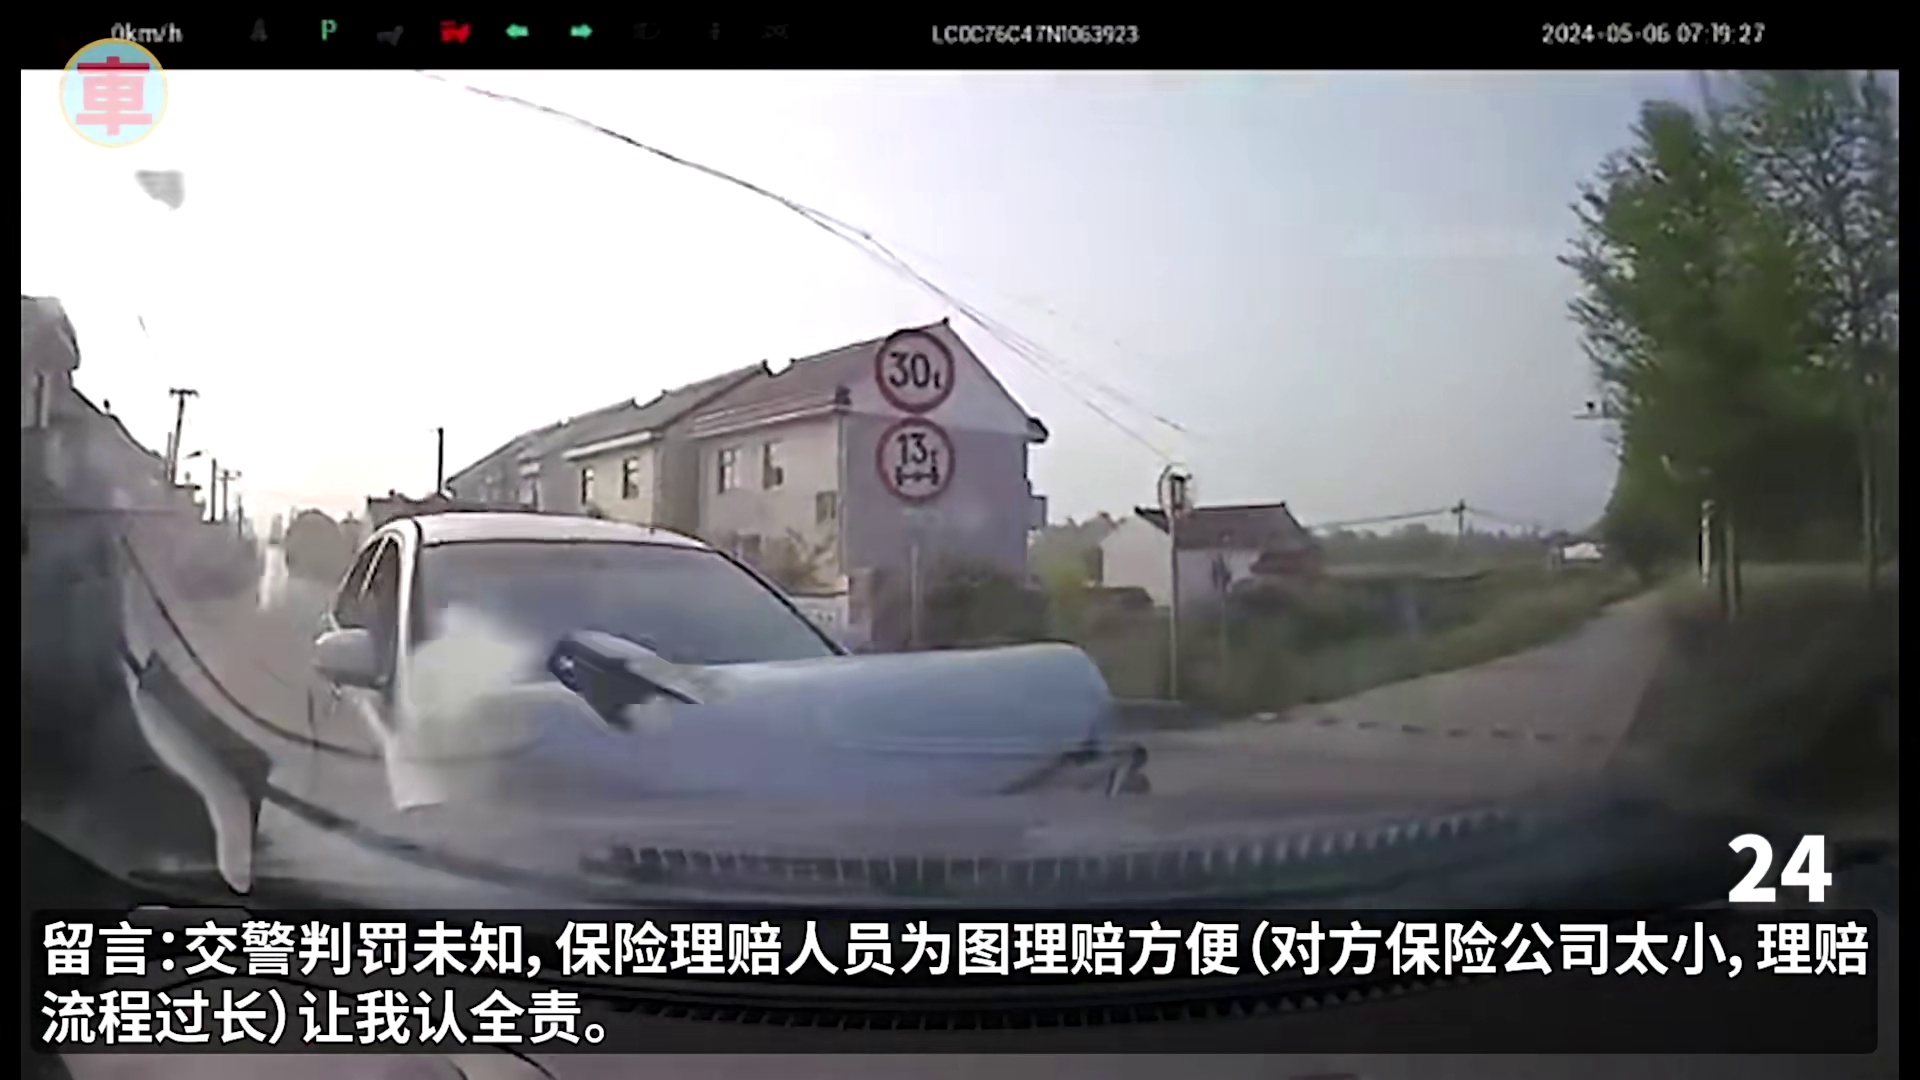 0km/h P LC0C76C47N1063923 2024-05-06 07:19:27
車
30t
13t
24
留言：交警判罚未知，保险理赔人员为图理赔方便（对方保险公司太小，理赔
流程过长）让我认全责。